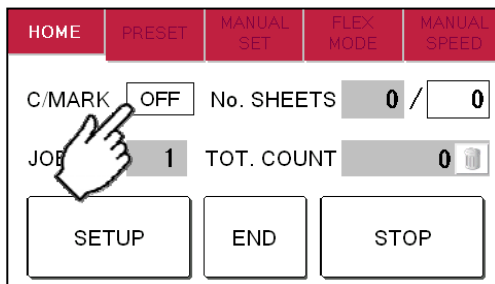 HOME PRESET MANUAL SET FLEX MODE MANUAL SPEED
C/MARK OFF No. SHEETS 0 / 0
JOB 1 TOT. COUNT 0
SETUP END STOP